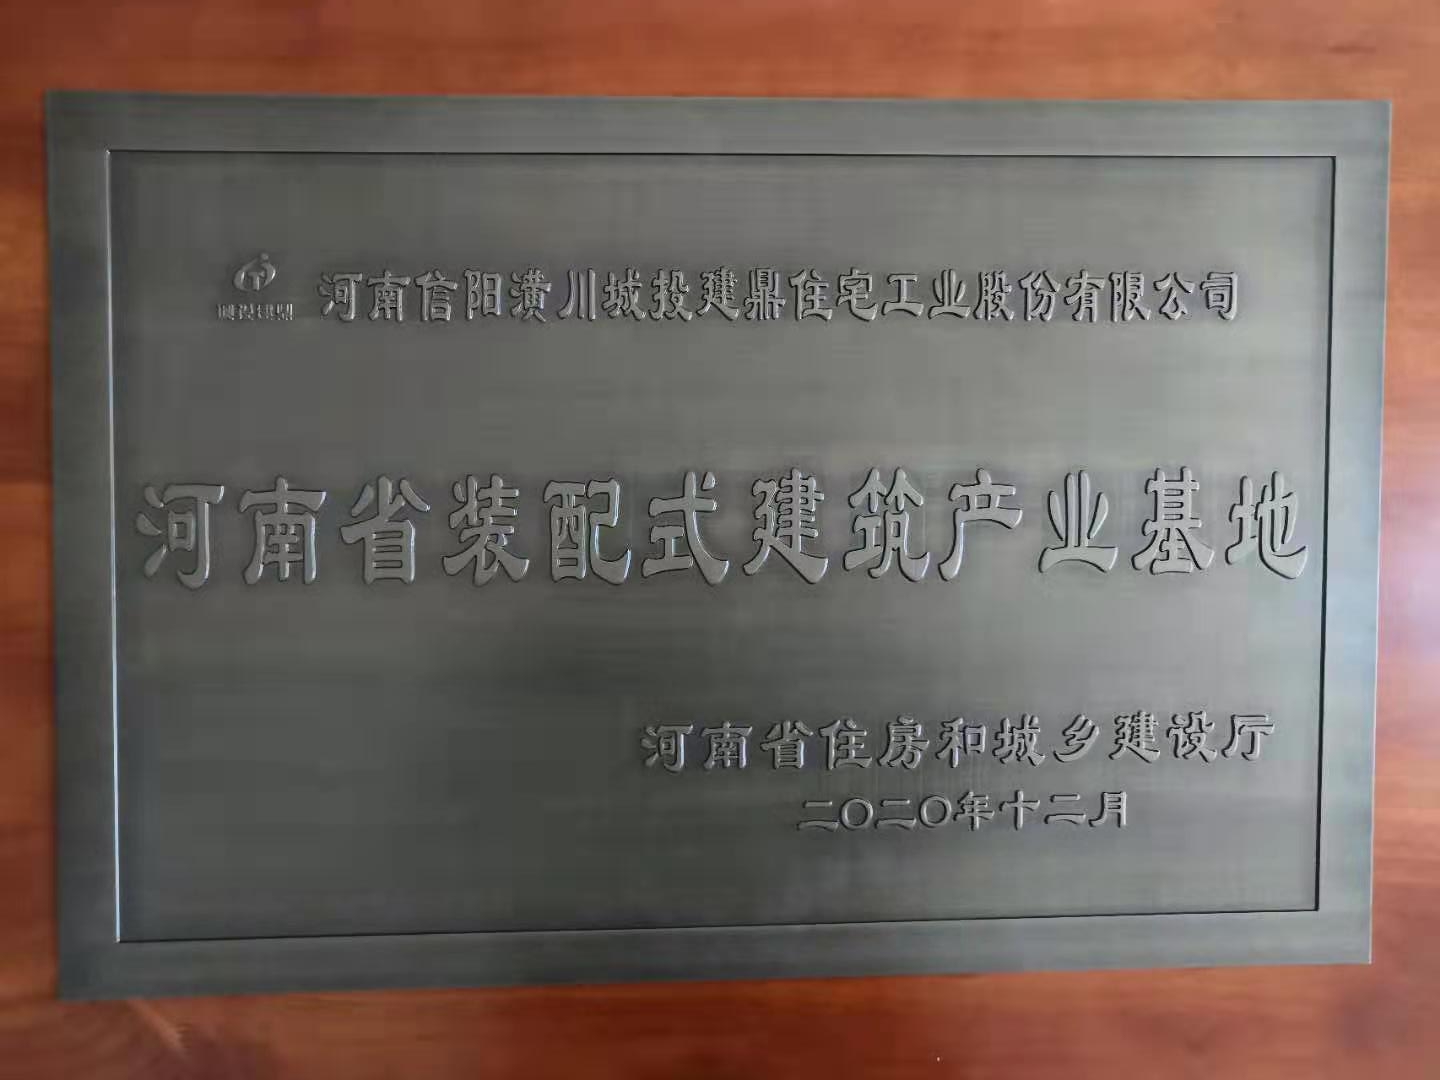 河南信阳潢川城投建鼎住宅工业股份有限公司
河南省装配式建筑产业基地
河南省住房和城乡建设厅
二〇二〇年十二月